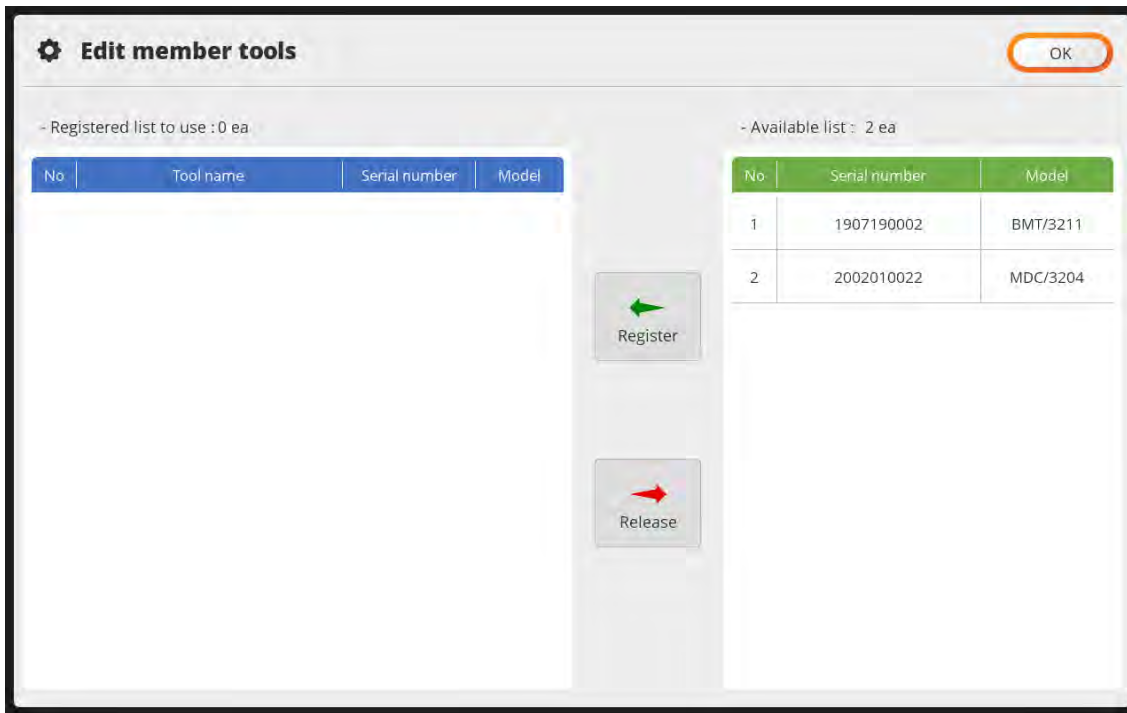 Edit member tools
OK
- Registered list to use : 0 ea
- Available list : 2 ea
No Tool name Serial number Model
No Serial number Model
1 1907190002 BMT/3211
2 2002010022 MDC/3204
Register
Release